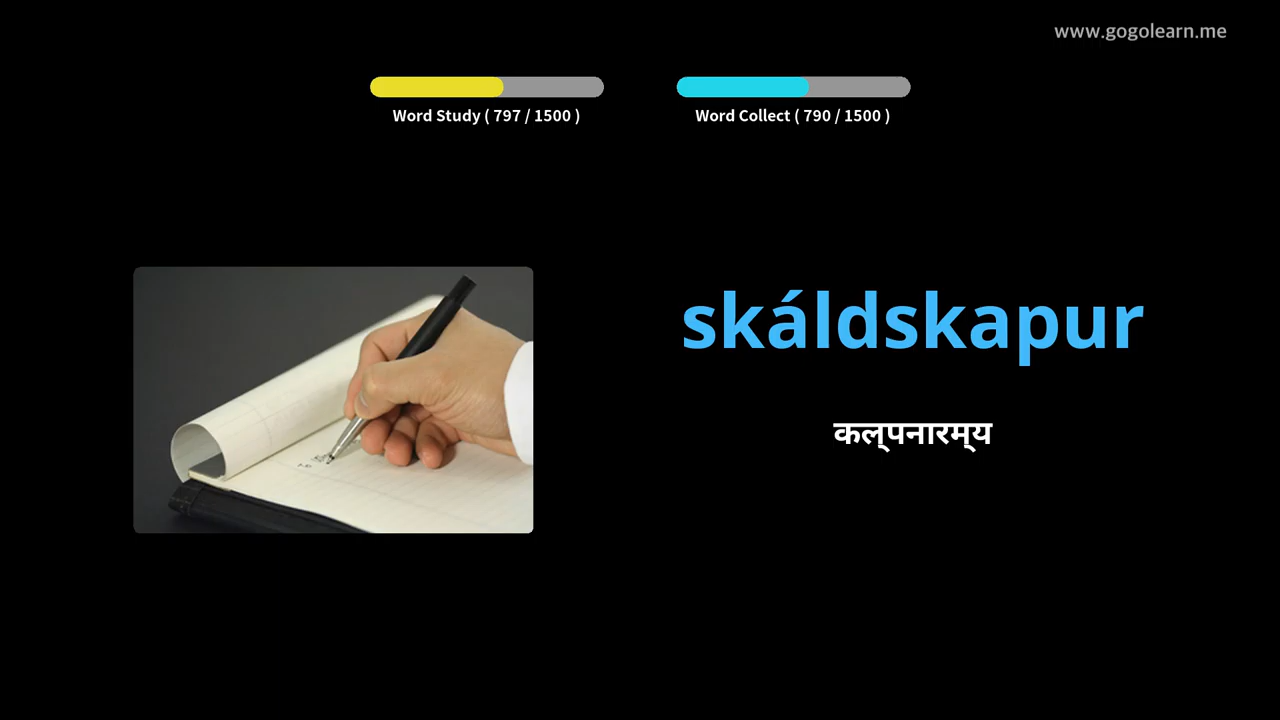 www.gogolearn.me
Word Study ( 797 / 1500 )
Word Collect ( 790 / 1500 )
skáldskapur
कल्पनारम्य